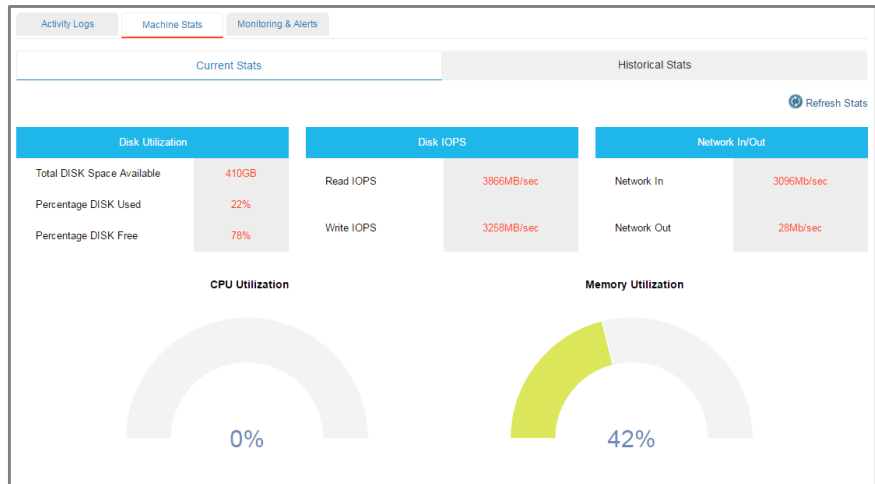 Activity Logs Machine Stats Monitoring & Alerts
Current Stats Historical Stats
Refresh Stats
Disk Utilization Disk IOPS Network In/Out
Total DISK Space Available 410GB
Percentage DISK Used 22%
Percentage DISK Free 78%
Read IOPS 3866MB/sec
Write IOPS 3258MB/sec
Network In 3096Mb/sec
Network Out 28Mb/sec
CPU Utilization Memory Utilization
0% 42%